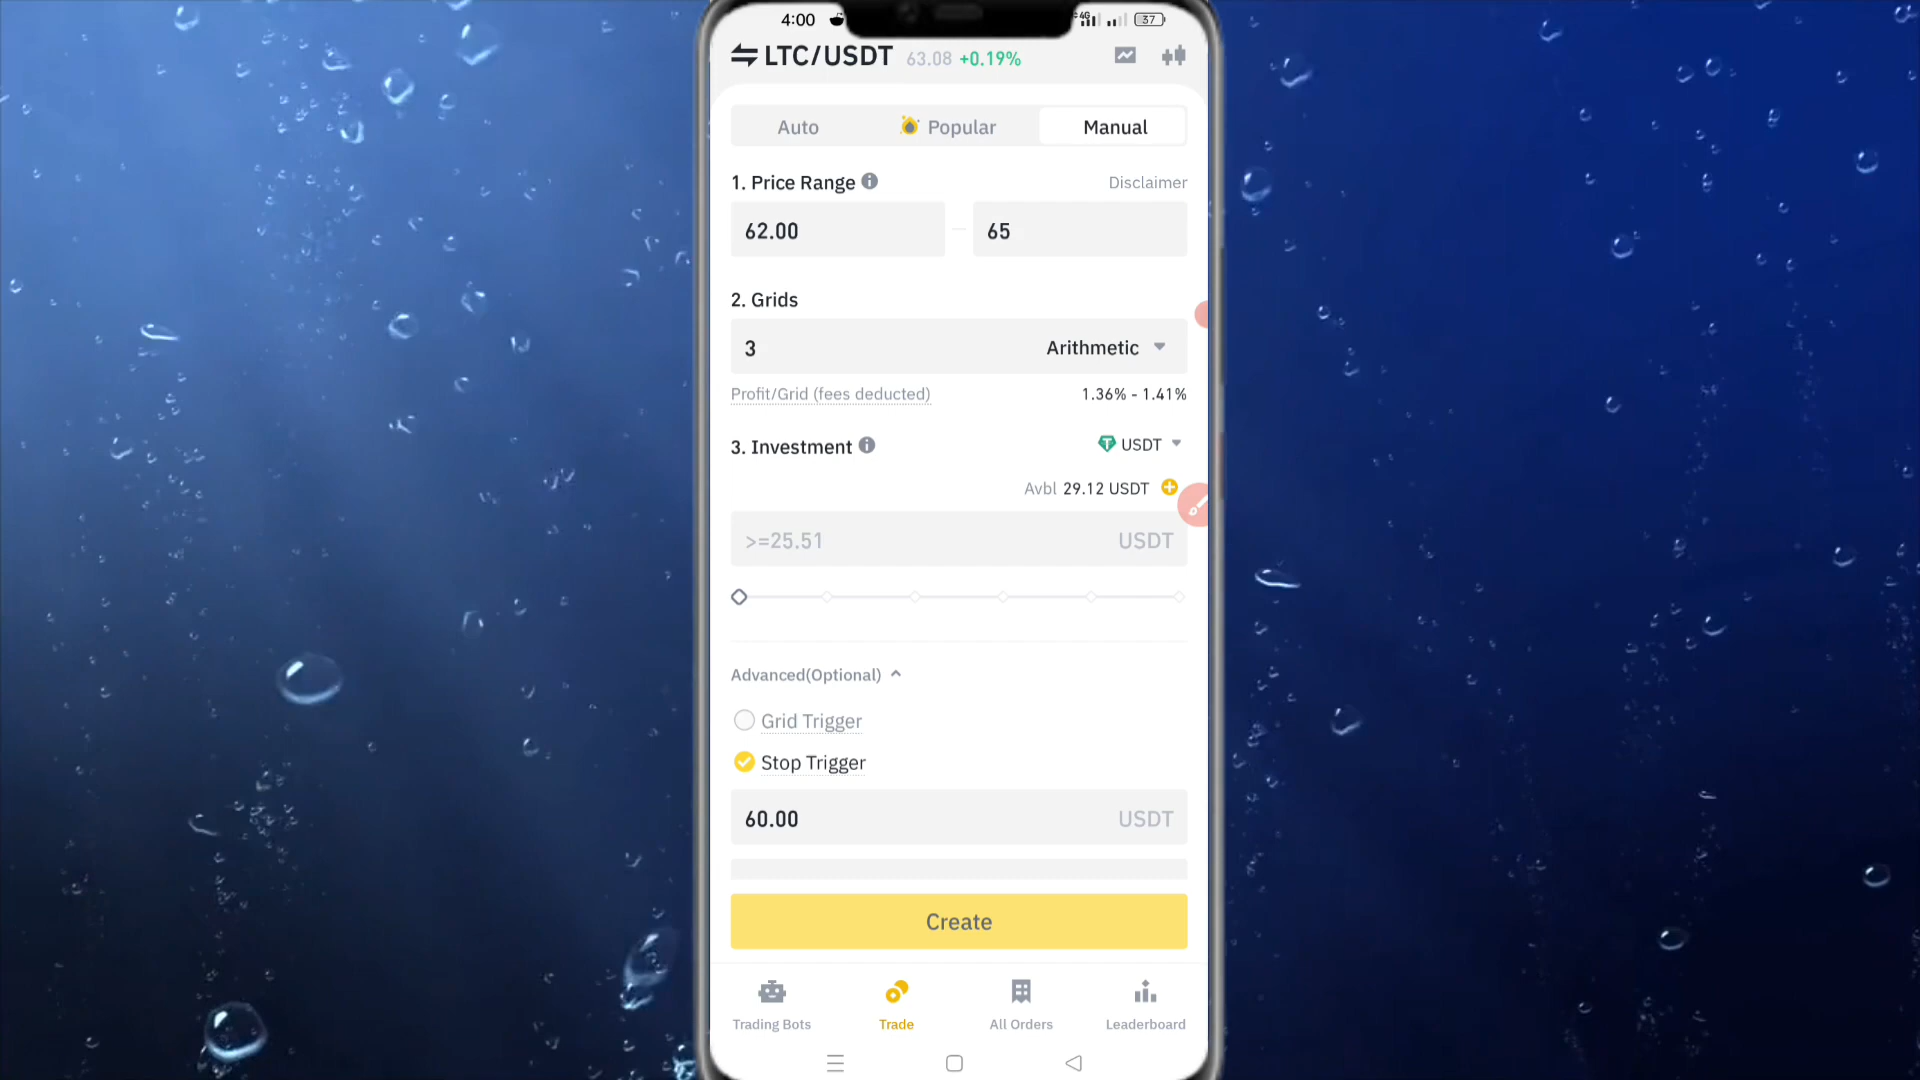 4:00 4G 37
LTC/USDT 63.08 +0.19%
Auto Popular Manual
1. Price Range Disclaimer
62.00 65
2. Grids
3 Arithmetic
Profit/Grid (fees deducted) 1.36% - 1.41%
3. Investment USDT
Avbl 29.12 USDT
>=25.51 USDT
Advanced(Optional)
Grid Trigger
Stop Trigger
60.00 USDT
Create
Trading Bots Trade All Orders Leaderboard